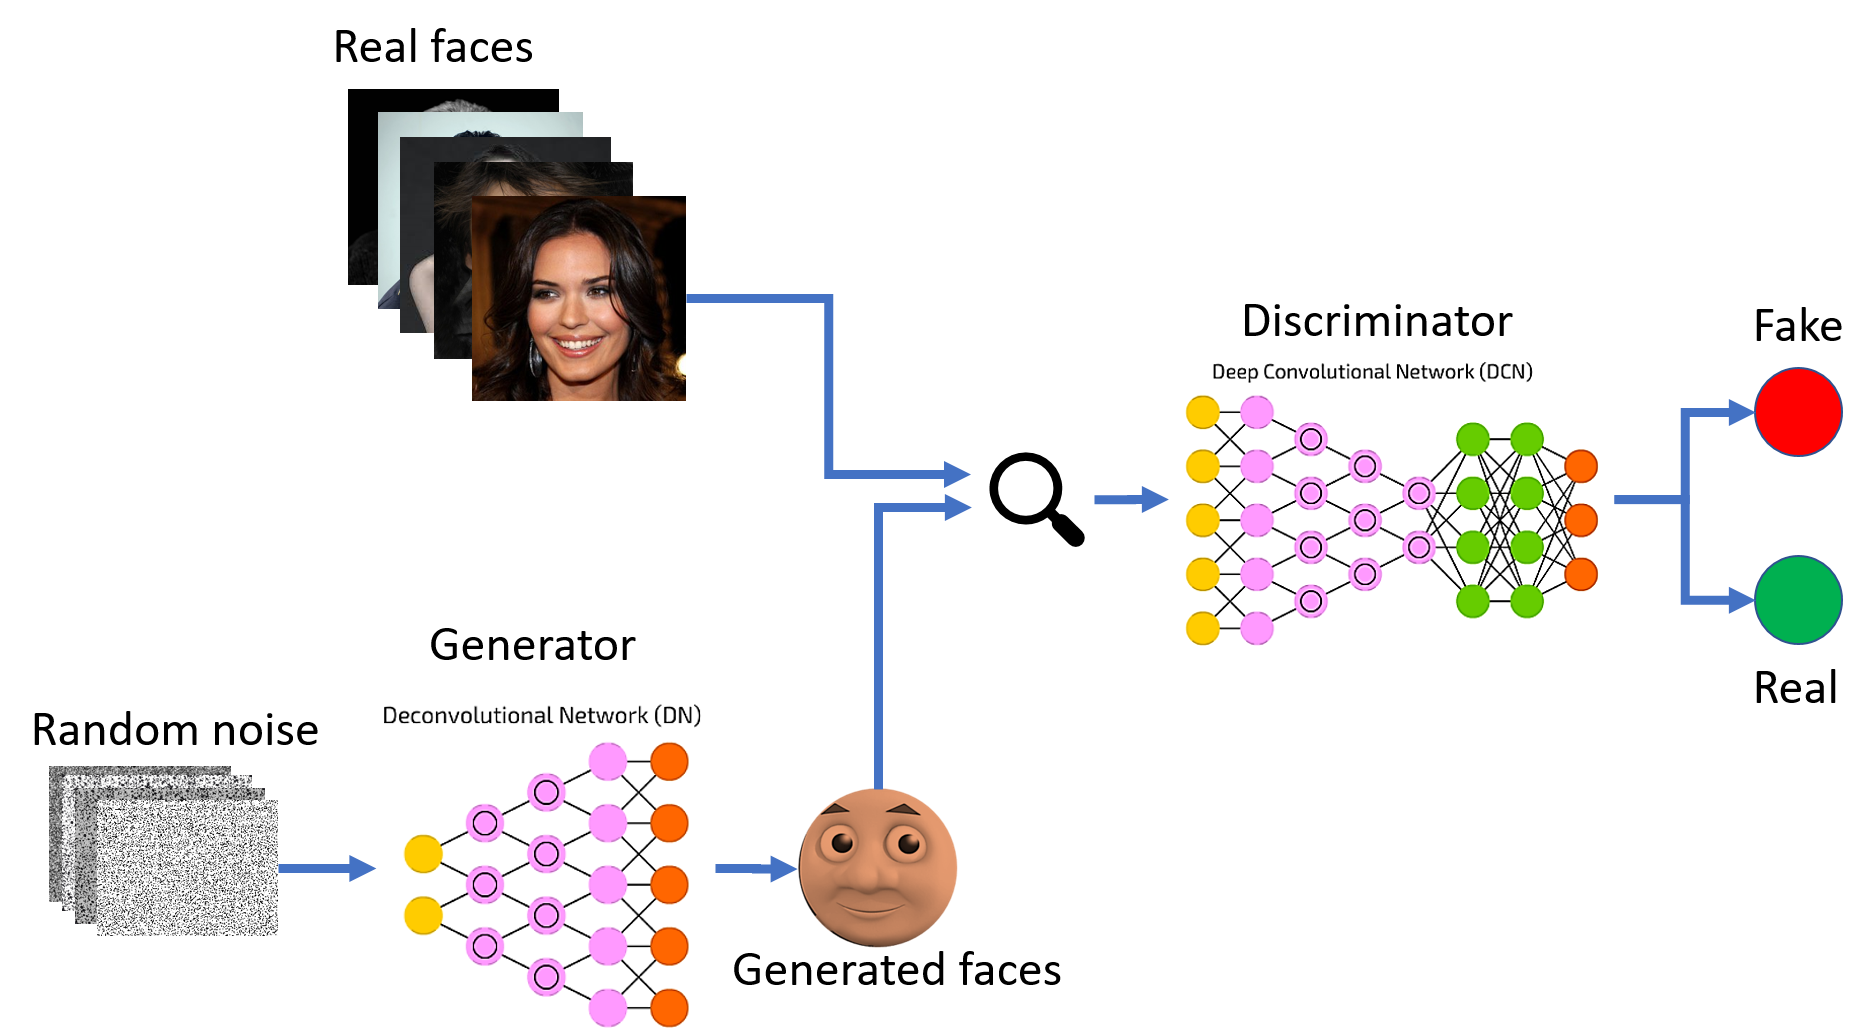 Real faces
Discriminator
Deep Convolutional Network (DCN)
Fake
Real
Generator
Deconvolutional Network (DN)
Random noise
Generated faces